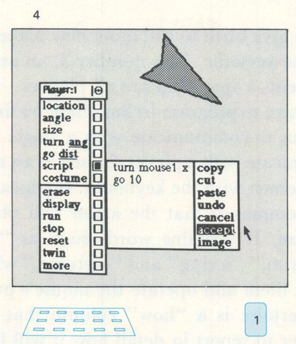 4
Player:1
location
angle
size
turn ang
go dist
script
costume
erase
display
run
stop
reset
twin
more
turn mouse1 x
go 10
copy
cut
paste
undo
cancel
accept
image
1